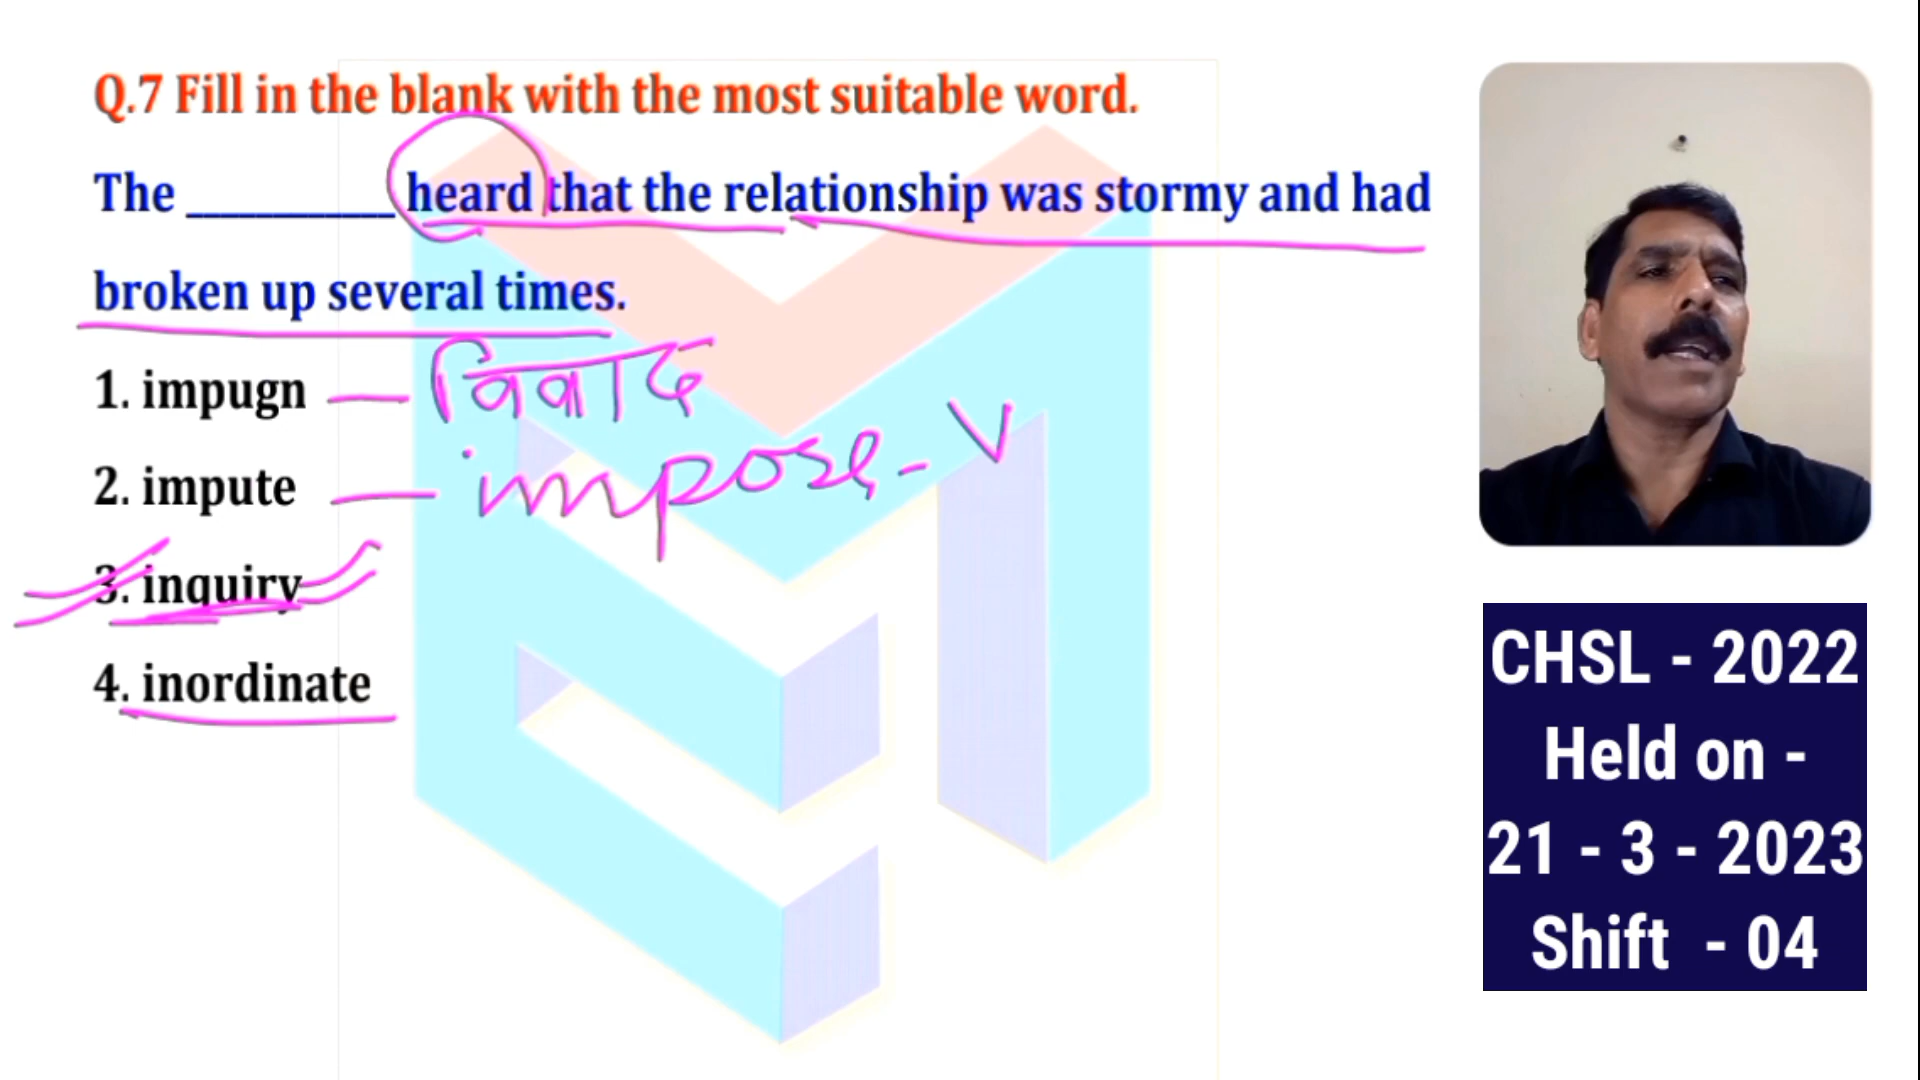 Q.7 Fill in the blank with the most suitable word.
The ____________ heard that the relationship was stormy and had
broken up several times.
1. impugn — विवाद
2. impute — impose - V
3. inquiry
4. inordinate
CHSL - 2022
Held on -
21 - 3 - 2023
Shift - 04